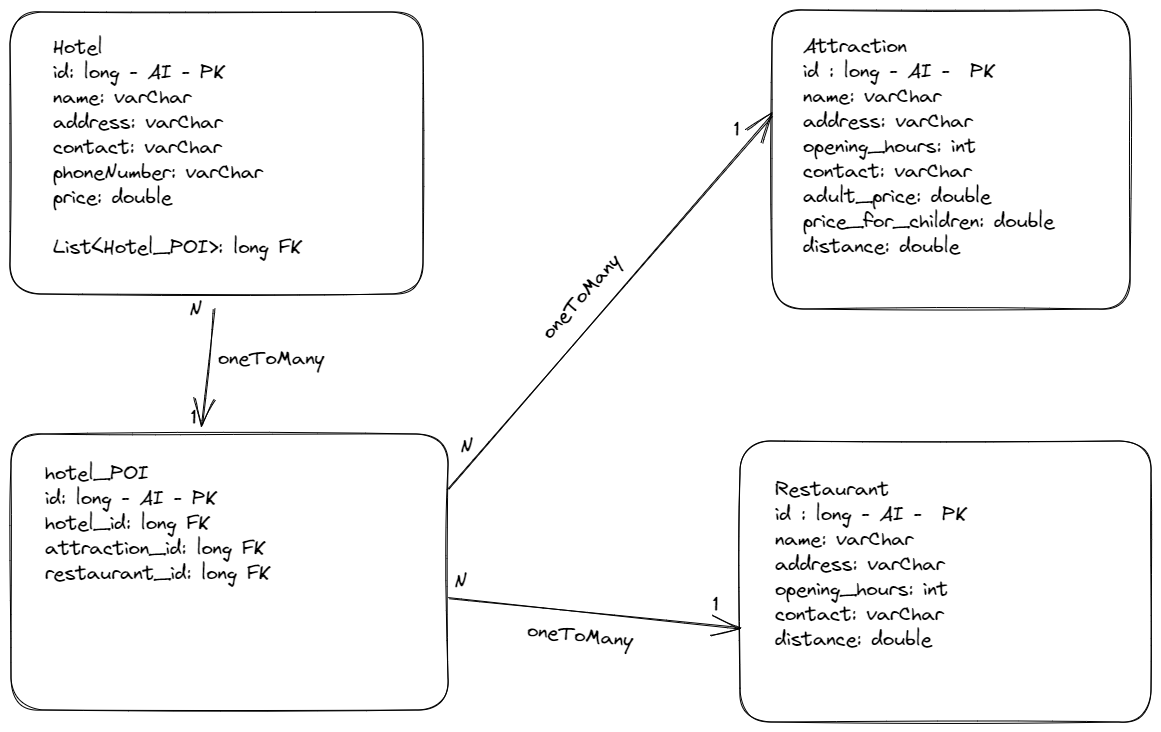 Hotel
id: long - AI - PK
name: varChar
address: varChar
contact: varChar
phoneNumber: varChar
price: double
List<Hotel_POI>: long FK
N
oneToMany
1
hotel_POI
id: long - AI - PK
hotel_id: long FK
attraction_id: long FK
restaurant_id: long FK
N
oneToMany
1
Attraction
id : long - AI -  PK
name: varChar
address: varChar
opening_hours: int
contact: varChar
adult_price: double
price_for_children: double
distance: double
N
oneToMany
1
Restaurant
id : long - AI -  PK
name: varChar
address: varChar
opening_hours: int
contact: varChar
distance: double